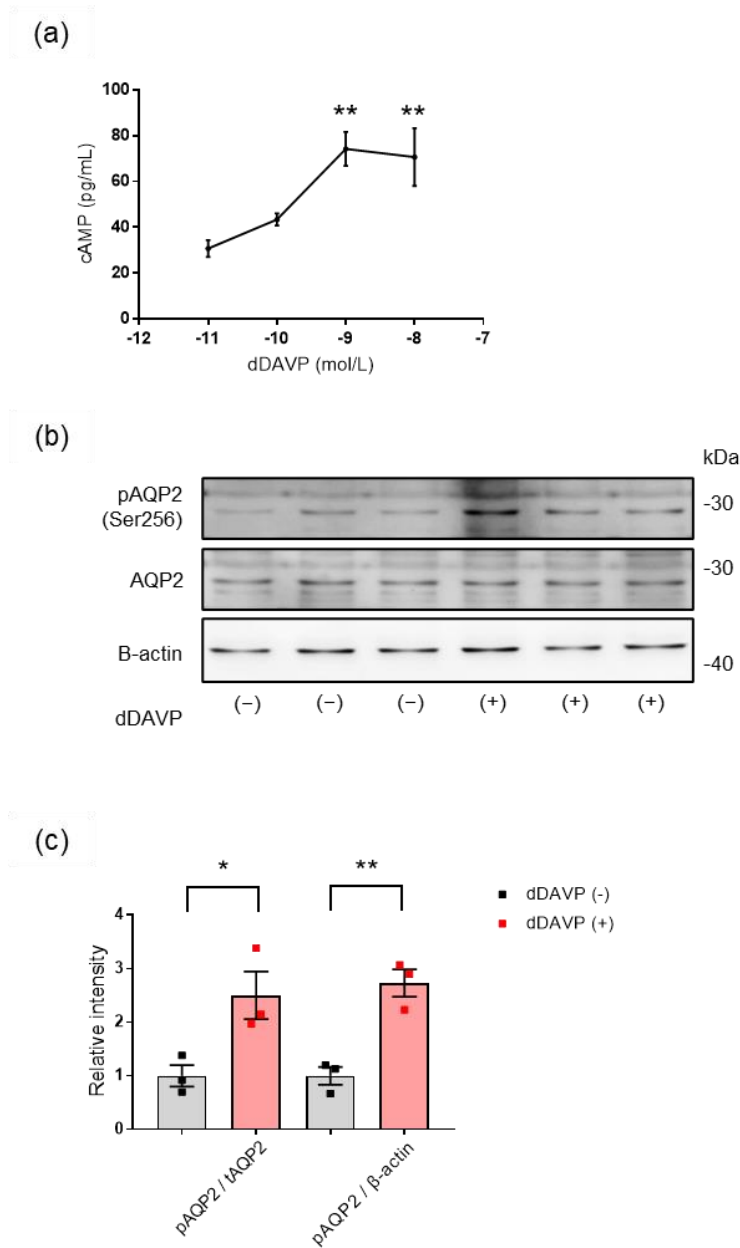 (a)
100
80
60
40
20
0
cAMP (pg/mL)
** **
-12 -11 -10 -9 -8 -7
dDAVP (mol/L)
(b)
kDa
pAQP2
(Ser256)
-30
AQP2
-30
B-actin
-40
dDAVP (−) (−) (−) (+) (+) (+)
(c)
* **
dDAVP (-)
dDAVP (+)
4
3
2
1
0
Relative intensity
pAQP2 / tAQP2
pAQP2 / β-actin